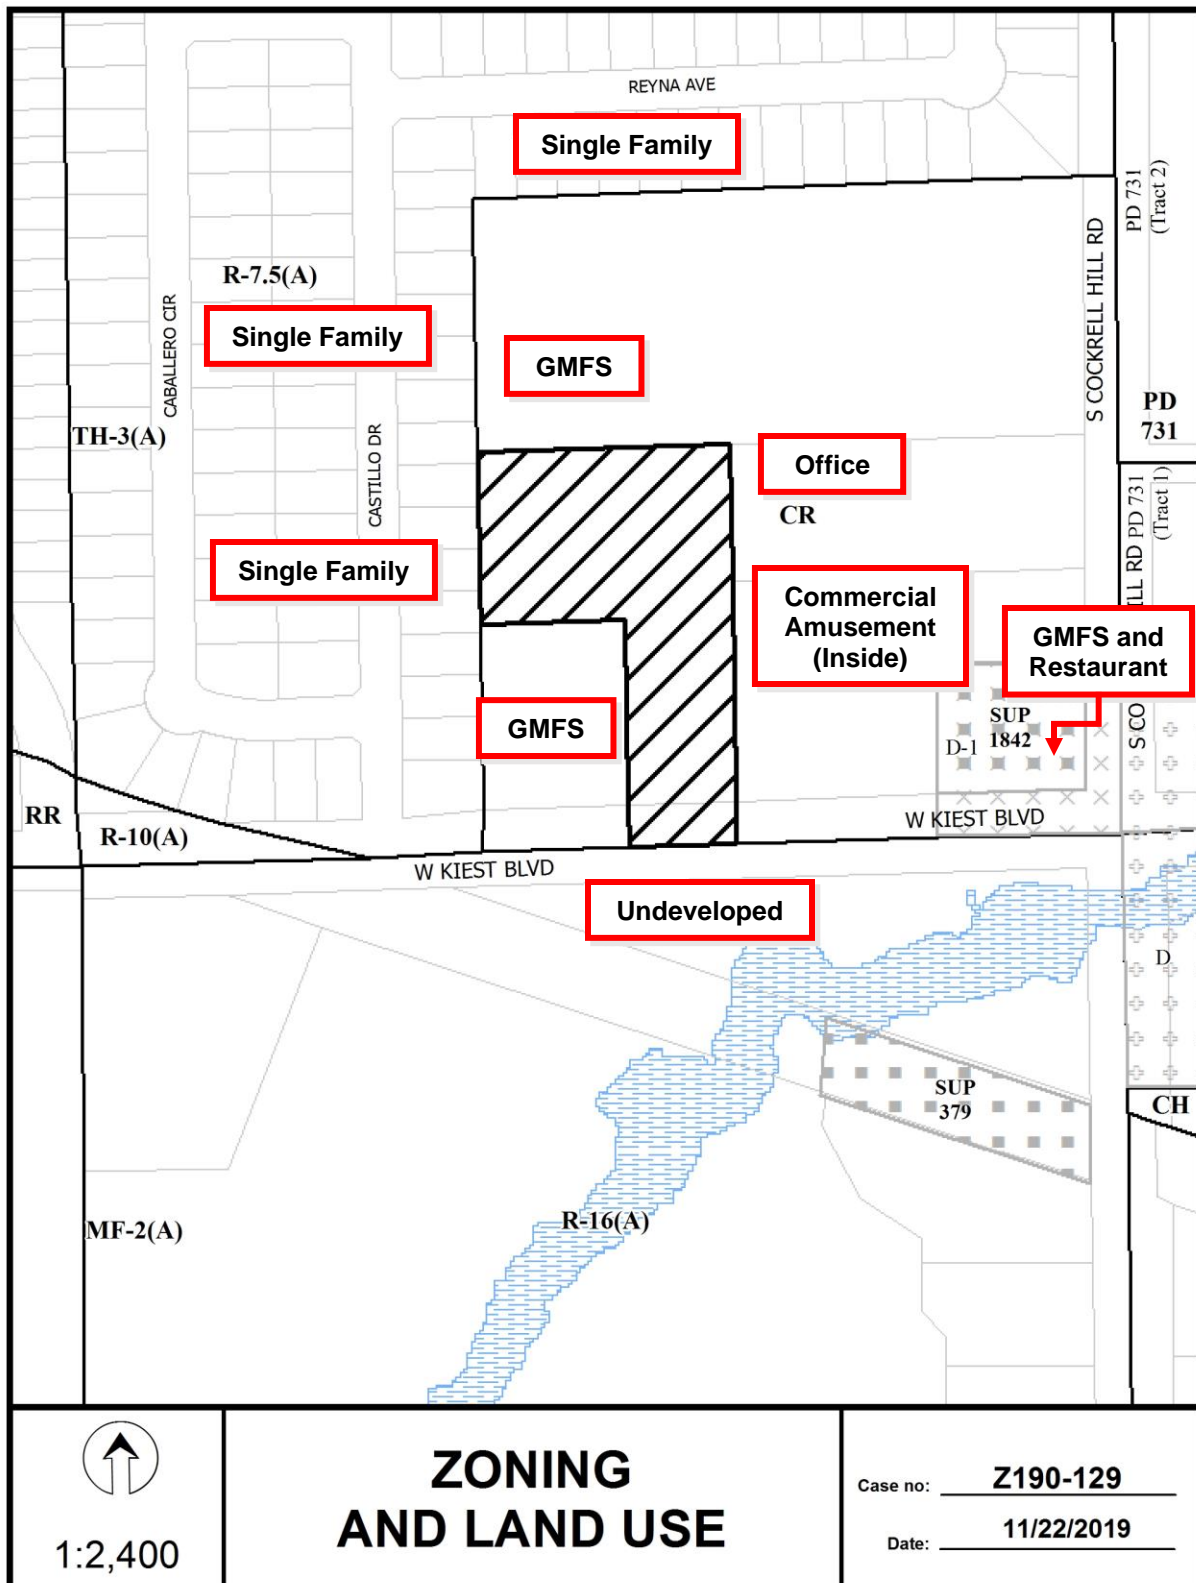 REYNA AVE
Single Family
PD 731
(Tract 2)
S COCKRELL HILL RD
R-7.5(A)
CABALLERO CIR
Single Family
GMFS
PD
731
TH-3(A)
CASTILLO DR
Office
CR
PD 731
(Tract 1)
Single Family
Commercial
Amusement
(Inside)
GMFS and
Restaurant
ILL RD
S CO
GMFS
SUP
1842
D-1
RR
R-10(A)
W KIEST BLVD
W KIEST BLVD
Undeveloped
D
SUP
379
CH
R-16(A)
MF-2(A)
1:2,400
ZONING
AND LAND USE
Case no: Z190-129
Date: 11/22/2019